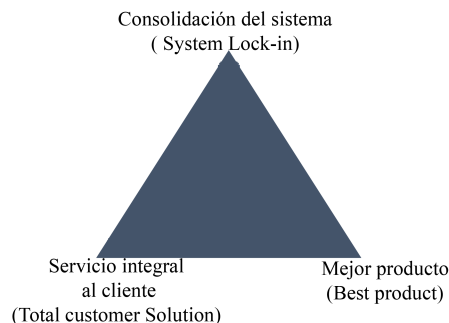 Consolidación del sistema
( System Lock-in)
Servicio integral
al cliente
(Total customer Solution)
Mejor producto
(Best product)